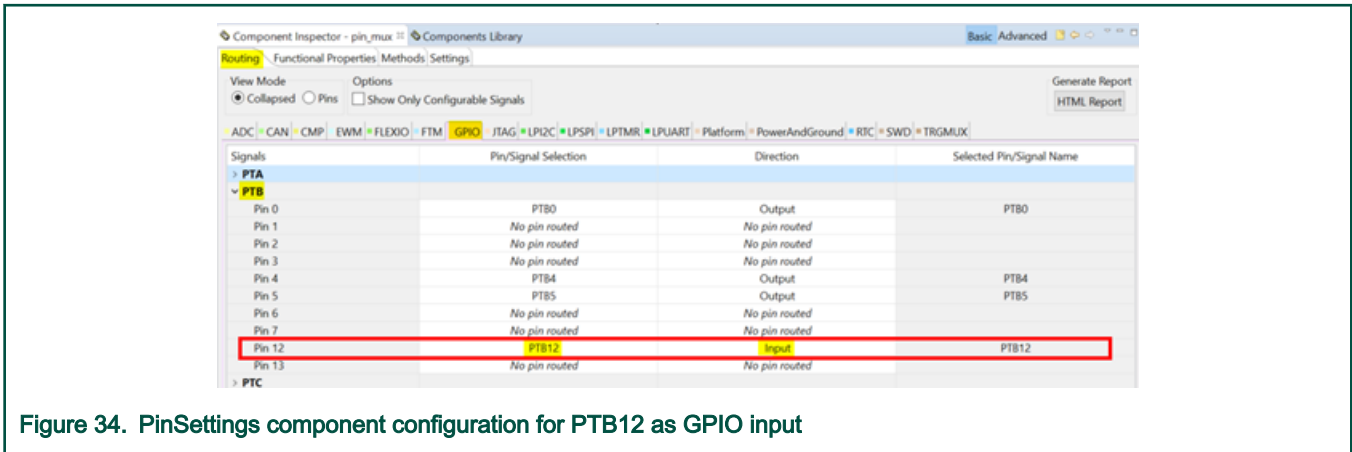 Component Inspector - pin_mux Components Library Basic Advanced
Routing Functional Properties Methods Settings
View Mode Options Generate Report
Collapsed Pins Show Only Configurable Signals HTML Report
ADC CAN CMP EWM FLEXIO FTM GPIO JTAG LPI2C LPSPI LPTMR LPUART Platform PowerAndGround RTC SWD TRGMUX
Signals Pin/Signal Selection Direction Selected Pin/Signal Name
> PTA
PTB
Pin 0 PTB0 Output PTB0
Pin 1 No pin routed No pin routed
Pin 2 No pin routed No pin routed
Pin 3 No pin routed No pin routed
Pin 4 PTB4 Output PTB4
Pin 5 PTB5 Output PTB5
Pin 6 No pin routed No pin routed
Pin 7 No pin routed No pin routed
Pin 12 PTB12 Input PTB12
Pin 13 No pin routed No pin routed
> PTC
Figure 34. PinSettings component configuration for PTB12 as GPIO input